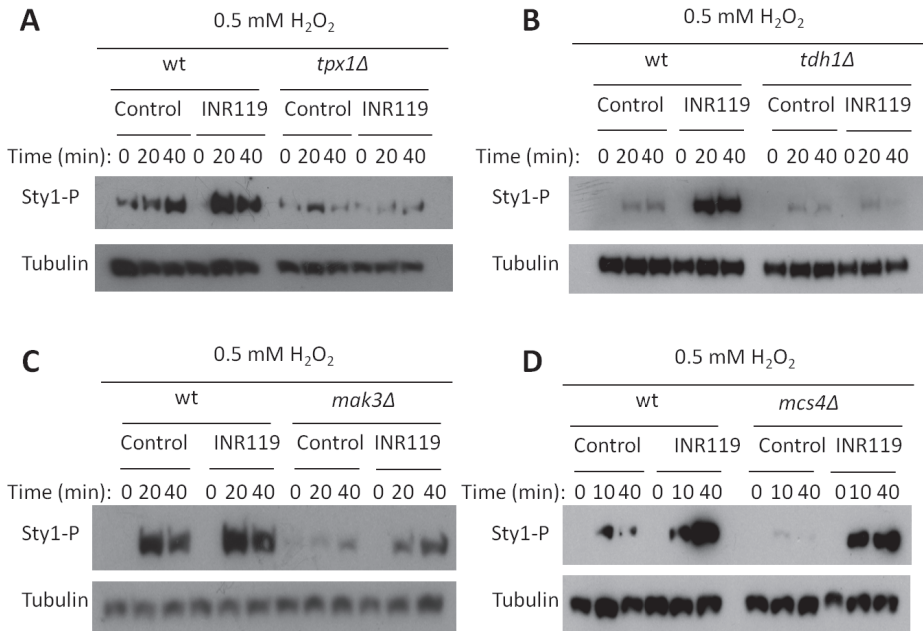 A
0.5 mM H₂O₂
wt tpx1Δ
Control INR119 Control INR119
Time (min): 0 20 40 0 20 40 0 20 40 0 20 40
Sty1-P
Tubulin
B
0.5 mM H₂O₂
wt tdh1Δ
Control INR119 Control INR119
Time (min): 0 20 40 0 20 40 0 20 40 0 20 40
Sty1-P
Tubulin
C
0.5 mM H₂O₂
wt mak3Δ
Control INR119 Control INR119
Time (min): 0 20 40 0 20 40 0 20 40 0 20 40
Sty1-P
Tubulin
D
0.5 mM H₂O₂
wt mcs4Δ
Control INR119 Control INR119
Time (min): 0 10 40 0 10 40 0 10 40 0 10 40
Sty1-P
Tubulin